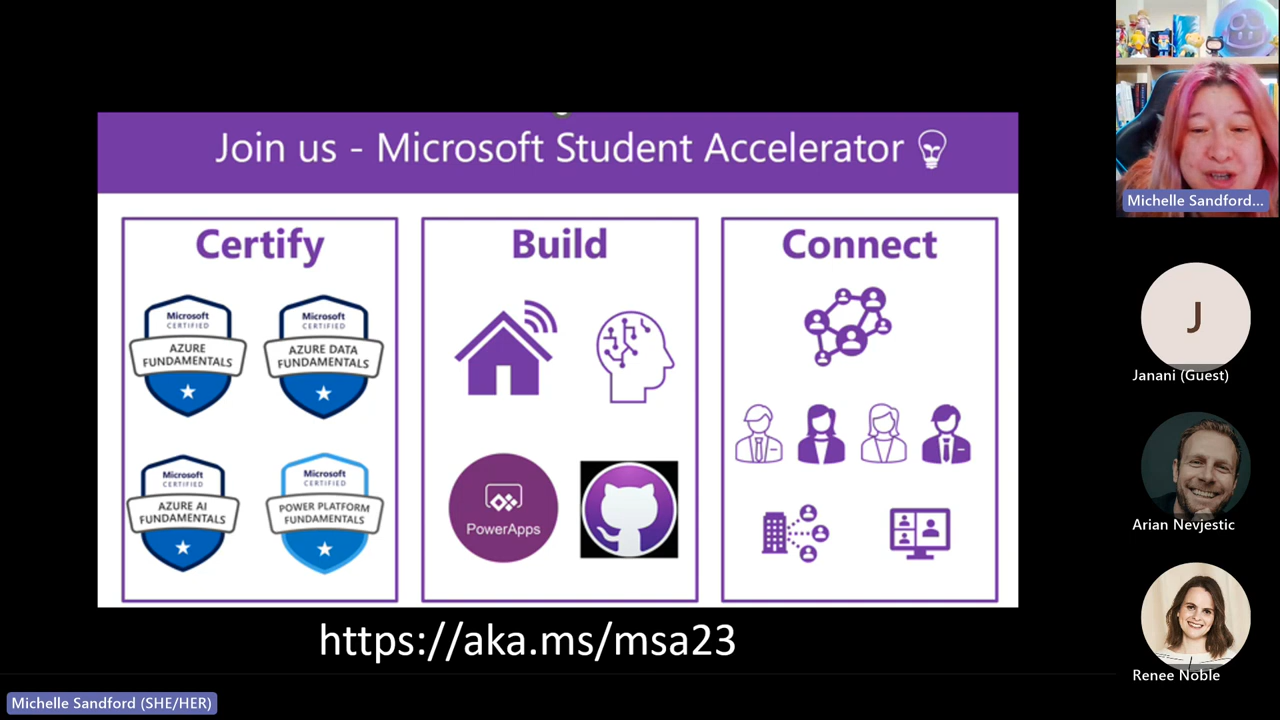 Join us - Microsoft Student Accelerator
Certify
Microsoft
CERTIFIED
AZURE
FUNDAMENTALS
Microsoft
CERTIFIED
AZURE DATA
FUNDAMENTALS
Microsoft
CERTIFIED
AZURE AI
FUNDAMENTALS
Microsoft
CERTIFIED
POWER PLATFORM
FUNDAMENTALS
Build
PowerApps
Connect
https://aka.ms/msa23
Michelle Sandford (SHE/HER)
Michelle Sandford...
J
Janani (Guest)
Arian Nevjestic
Renee Noble